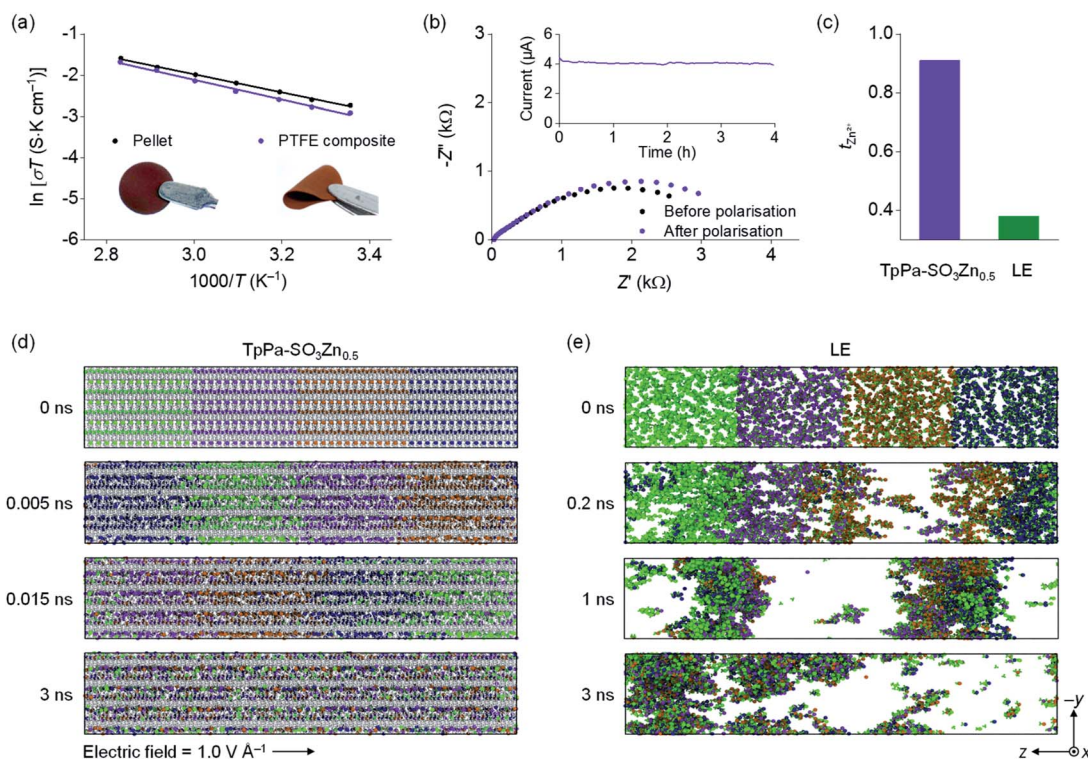 (a)
ln [σT (S·K cm⁻¹)]
-1
-2
-3
-4
-5
-6
Pellet
PTFE composite
2.8
3.0
3.2
3.4
1000/T (K⁻¹)
(b)
-Z'' (kΩ)
3
2
1
0
Current (µA)
6
4
2
0
0
1
2
3
4
Time (h)
Before polarisation
After polarisation
0
1
2
3
4
Z' (kΩ)
(c)
t Zn²⁺
1.0
0.8
0.6
0.4
TpPa-SO₃Zn₀.₅
LE
(d)
TpPa-SO₃Zn₀.₅
0 ns
0.005 ns
0.015 ns
3 ns
Electric field = 1.0 V Å⁻¹
(e)
LE
0 ns
0.2 ns
1 ns
3 ns
-y
z
x